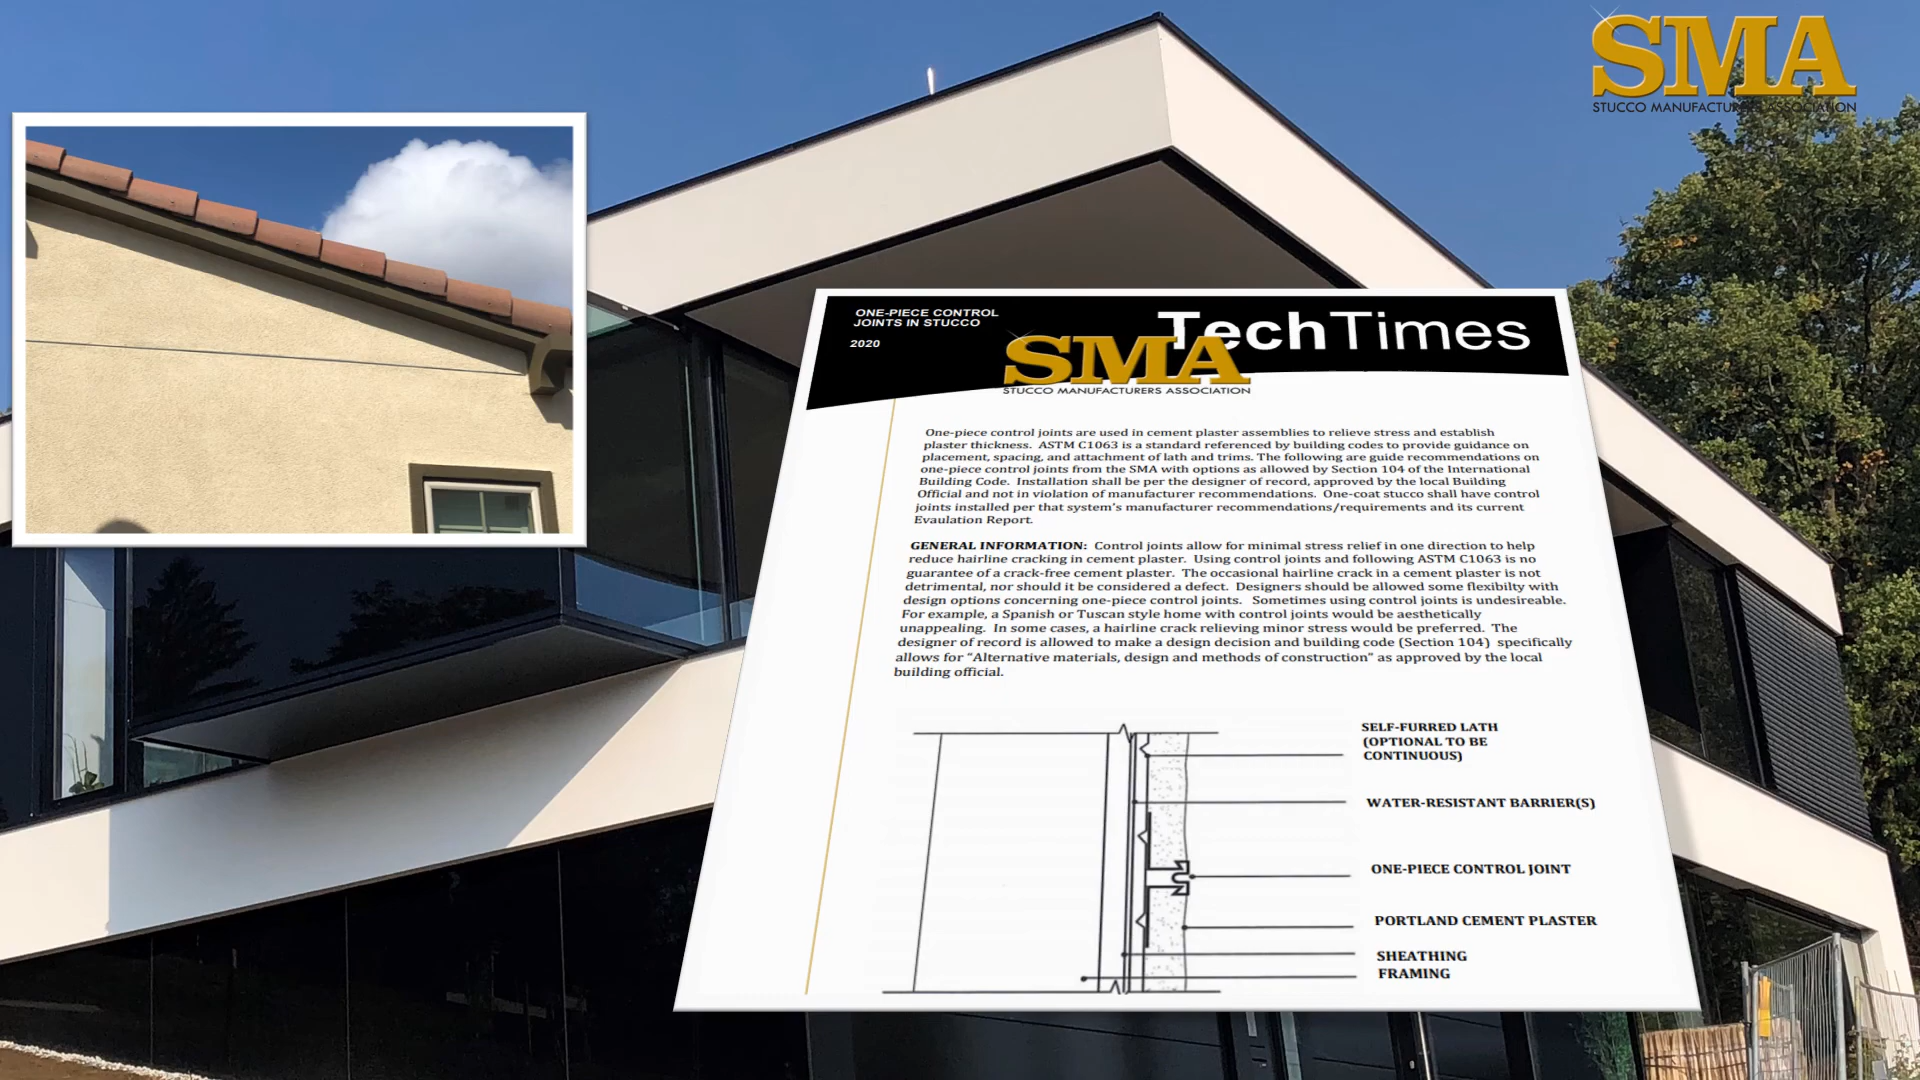 SMA
STUCCO MANUFACTURERS ASSOCIATION
ONE-PIECE CONTROL
JOINTS IN STUCCO
2020
TechTimes
SMA
STUCCO MANUFACTURERS ASSOCIATION
One-piece control joints are used in cement plaster assemblies to relieve stress and establish
plaster thickness. ASTM C1063 is a standard referenced by building codes to provide guidance on
placement, spacing, and attachment of lath and trims. The following are guide recommendations on
one-piece control joints from the SMA with options as allowed by Section 104 of the International
Building Code. Installation shall be per the designer of record, approved by the local Building
Official and not in violation of manufacturer recommendations. One-coat stucco shall have control
joints installed per that system's manufacturer recommendations/requirements and its current
Evaulation Report.
GENERAL INFORMATION: Control joints allow for minimal stress relief in one direction to help
reduce hairline cracking in cement plaster. Using control joints and following ASTM C1063 is no
guarantee of a crack-free cement plaster. The occasional hairline crack in a cement plaster is not
detrimental, nor should it be considered a defect. Designers should be allowed some flexibilty with
design options concerning one-piece control joints. Sometimes using control joints is undesireable.
For example, a Spanish or Tuscan style home with control joints would be aesthetically
unappealing. In some cases, a hairline crack relieving minor stress would be preferred. The
designer of record is allowed to make a design decision and building code (Section 104) specifically
allows for "Alternative materials, design and methods of construction" as approved by the local
building official.
SELF-FURRED LATH
(OPTIONAL TO BE
CONTINUOUS)
WATER-RESISTANT BARRIER(S)
ONE-PIECE CONTROL JOINT
PORTLAND CEMENT PLASTER
SHEATHING
FRAMING